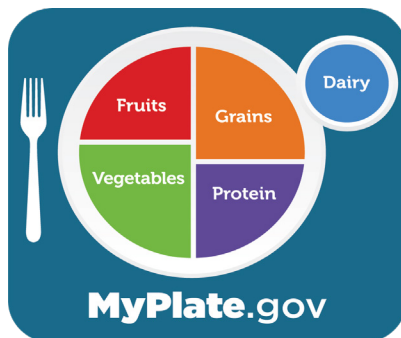 Fruits
Grains
Dairy
Vegetables
Protein
MyPlate.gov